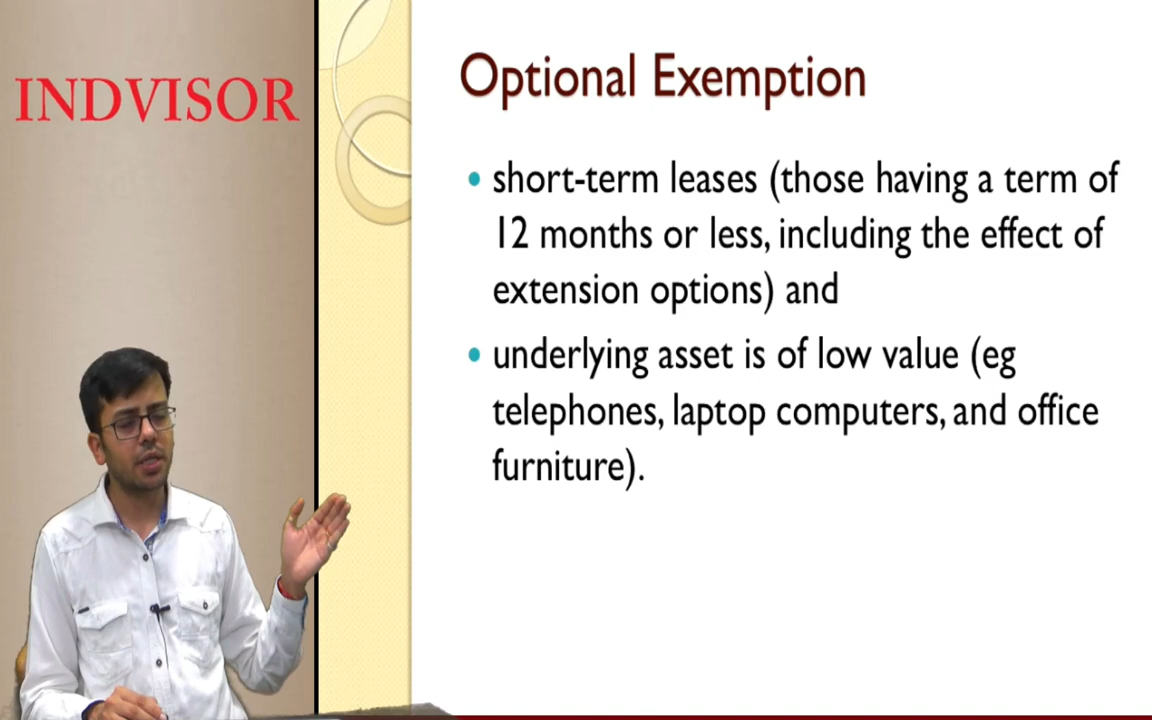 INDVISOR
Optional Exemption
• short-term leases (those having a term of
12 months or less, including the effect of
extension options) and
• underlying asset is of low value (eg
telephones, laptop computers, and office
furniture).